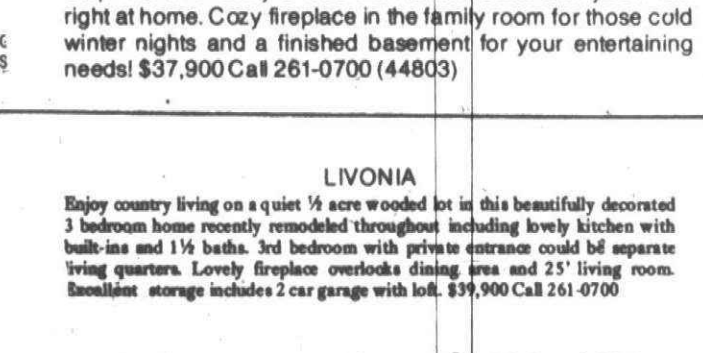 right at home. Cozy fireplace in the family room for those cold
winter nights and a finished basement for your entertaining
needs! $37,900 Call 261-0700 (44803)
LIVONIA
Enjoy country living on a quiet ½ acre wooded lot in this beautifully decorated
3 bedroom home recently remodeled throughout including lovely kitchen with
built-ins and 1½ baths. 3rd bedroom with private entrance could be separate
living quarters. Lovely fireplace overlooks dining area and 25' living room.
Excellent storage includes 2 car garage with loft. $39,900 Call 261-0700